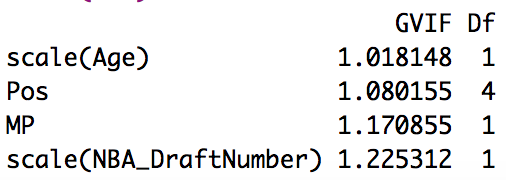 GVIF Df
scale(Age) 1.018148 1
Pos 1.080155 4
MP 1.170855 1
scale(NBA_DraftNumber) 1.225312 1